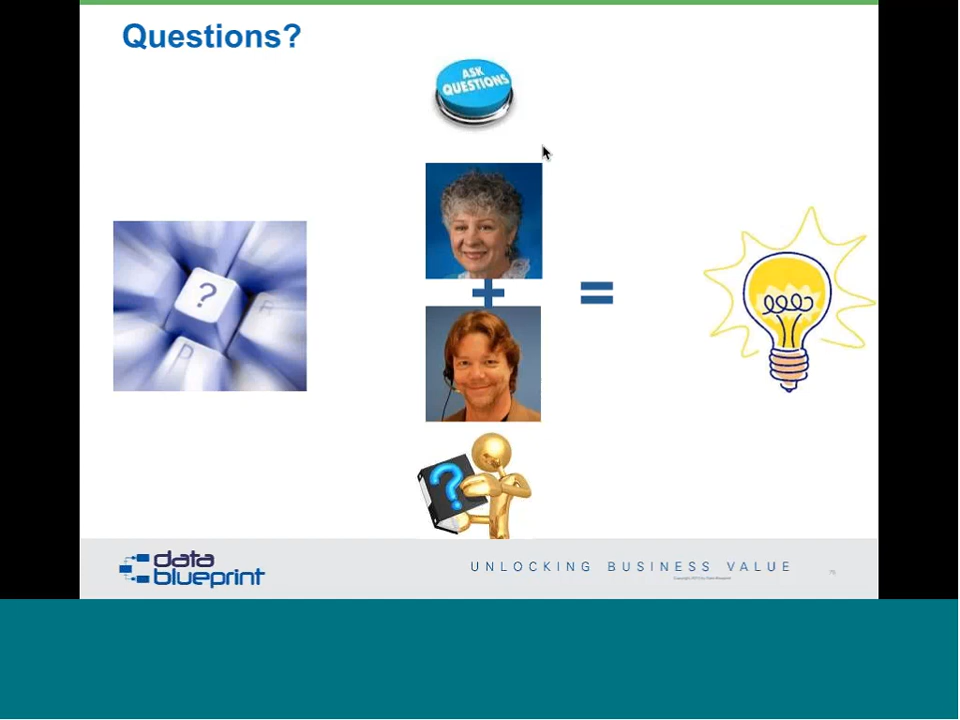 Questions?
ASK
QUESTIONS
?
R
P
?
data
blueprint
UNLOCKING BUSINESS VALUE